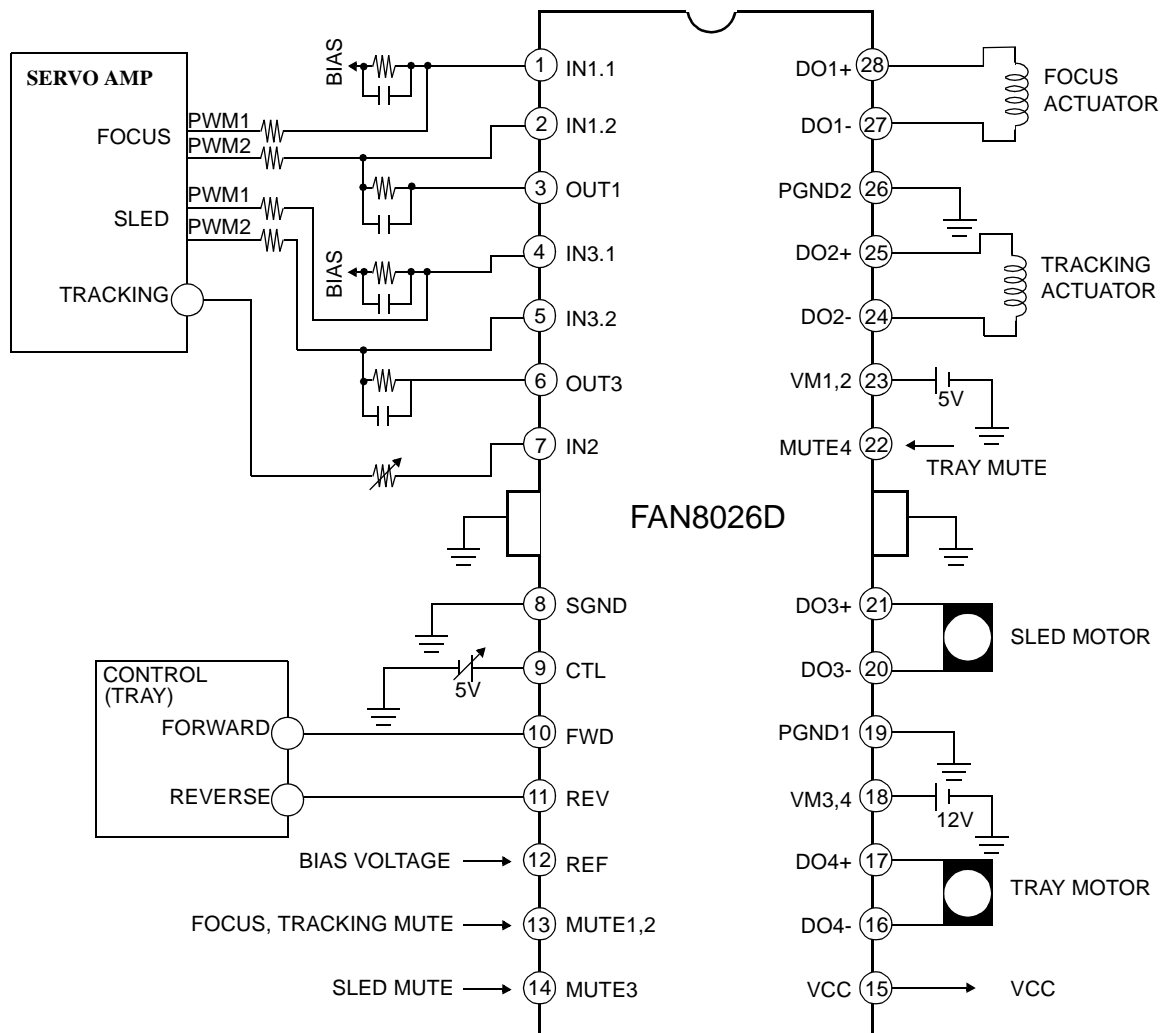 SERVO AMP
FOCUS
PWM1
PWM2
SLED
PWM1
PWM2
TRACKING
BIAS
BIAS
1 IN1.1
2 IN1.2
3 OUT1
4 IN3.1
5 IN3.2
6 OUT3
7 IN2
FAN8026D
8 SGND
9 CTL
5V
10 FWD
11 REV
12 REF
13 MUTE1,2
14 MUTE3
CONTROL
(TRAY)
FORWARD
REVERSE
BIAS VOLTAGE
FOCUS, TRACKING MUTE
SLED MUTE
DO1+ 28
DO1- 27
FOCUS
ACTUATOR
PGND2 26
DO2+ 25
DO2- 24
TRACKING
ACTUATOR
VM1,2 23
5V
MUTE4 22
TRAY MUTE
DO3+ 21
DO3- 20
SLED MOTOR
PGND1 19
VM3,4 18
12V
DO4+ 17
DO4- 16
TRAY MOTOR
VCC 15 VCC